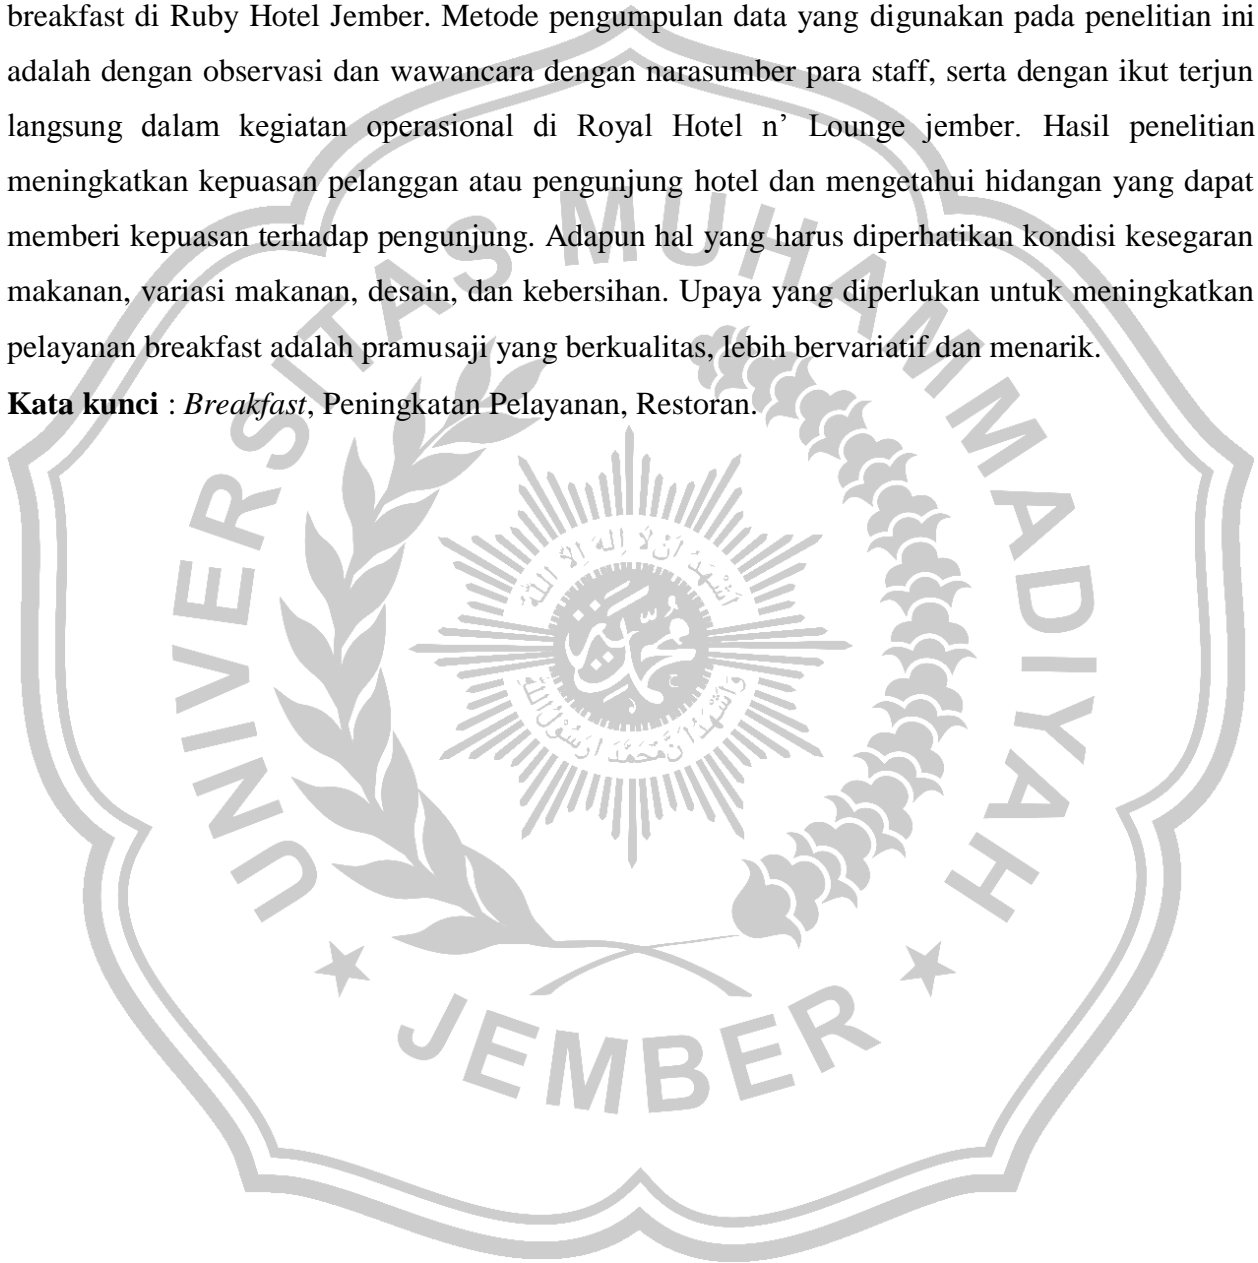 breakfast di Ruby Hotel Jember. Metode pengumpulan data yang digunakan pada penelitian ini
adalah dengan observasi dan wawancara dengan narasumber para staff, serta dengan ikut terjun
langsung dalam kegiatan operasional di Royal Hotel n’ Lounge jember. Hasil penelitian
meningkatkan kepuasan pelanggan atau pengunjung hotel dan mengetahui hidangan yang dapat
memberi kepuasan terhadap pengunjung. Adapun hal yang harus diperhatikan kondisi kesegaran
makanan, variasi makanan, desain, dan kebersihan. Upaya yang diperlukan untuk meningkatkan
pelayanan breakfast adalah pramusaji yang berkualitas, lebih bervariatif dan menarik.
Kata kunci : Breakfast, Peningkatan Pelayanan, Restoran.
UNIVERSITAS MUHAMMADIYAH
JEMBER